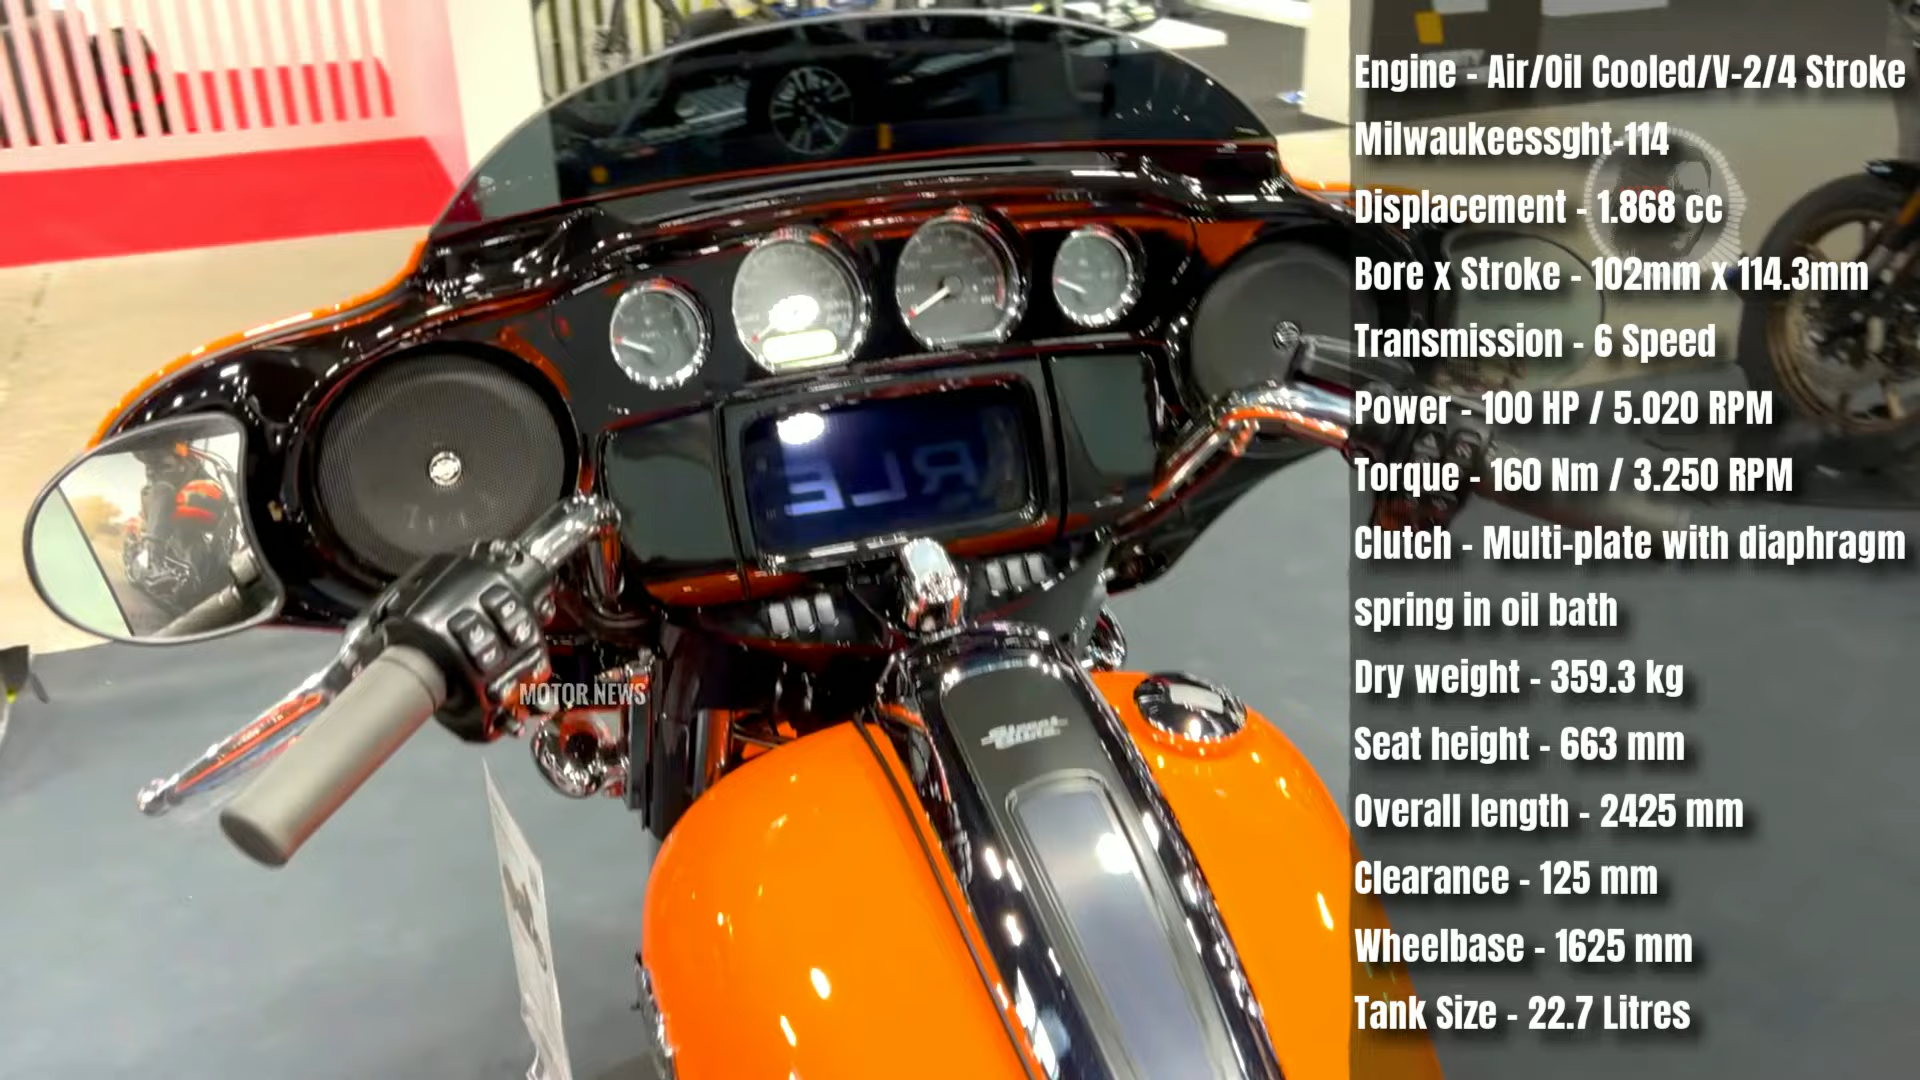 Engine - Air/Oil Cooled/V-2/4 Stroke
Milwaukeessght-114
Displacement - 1.868 cc
Bore x Stroke - 102mm x 114.3mm
Transmission - 6 Speed
Power - 100 HP / 5.020 RPM
Torque - 160 Nm / 3.250 RPM
Clutch - Multi-plate with diaphragm
spring in oil bath
Dry weight - 359.3 kg
Seat height - 663 mm
Overall length - 2425 mm
Clearance - 125 mm
Wheelbase - 1625 mm
Tank Size - 22.7 Litres
MOTOR NEWS
RLE
Street
Glide